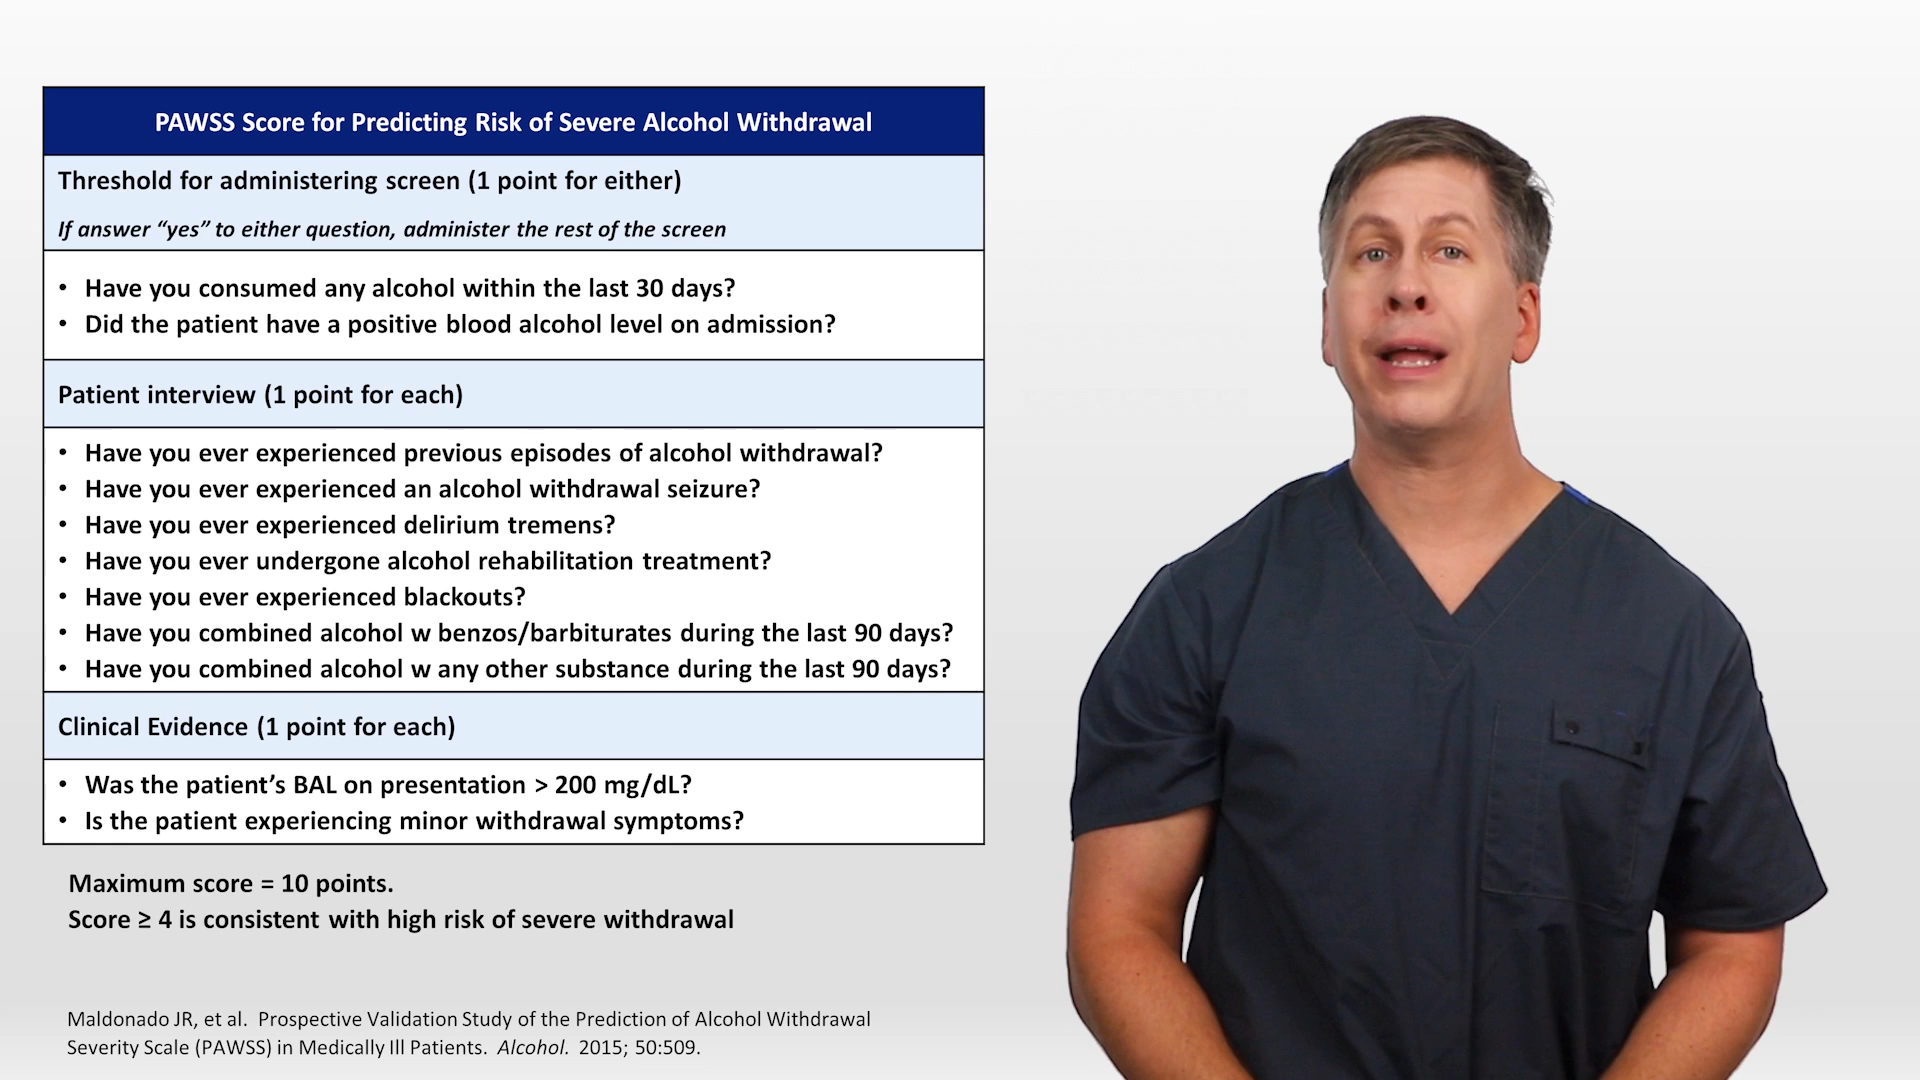 PAWSS Score for Predicting Risk of Severe Alcohol Withdrawal
Threshold for administering screen (1 point for either)
If answer “yes” to either question, administer the rest of the screen
• Have you consumed any alcohol within the last 30 days?
• Did the patient have a positive blood alcohol level on admission?
Patient interview (1 point for each)
• Have you ever experienced previous episodes of alcohol withdrawal?
• Have you ever experienced an alcohol withdrawal seizure?
• Have you ever experienced delirium tremens?
• Have you ever undergone alcohol rehabilitation treatment?
• Have you ever experienced blackouts?
• Have you combined alcohol w benzos/barbiturates during the last 90 days?
• Have you combined alcohol w any other substance during the last 90 days?
Clinical Evidence (1 point for each)
• Was the patient’s BAL on presentation > 200 mg/dL?
• Is the patient experiencing minor withdrawal symptoms?
Maximum score = 10 points.
Score ≥ 4 is consistent with high risk of severe withdrawal
Maldonado JR, et al. Prospective Validation Study of the Prediction of Alcohol Withdrawal
Severity Scale (PAWSS) in Medically Ill Patients. Alcohol. 2015; 50:509.